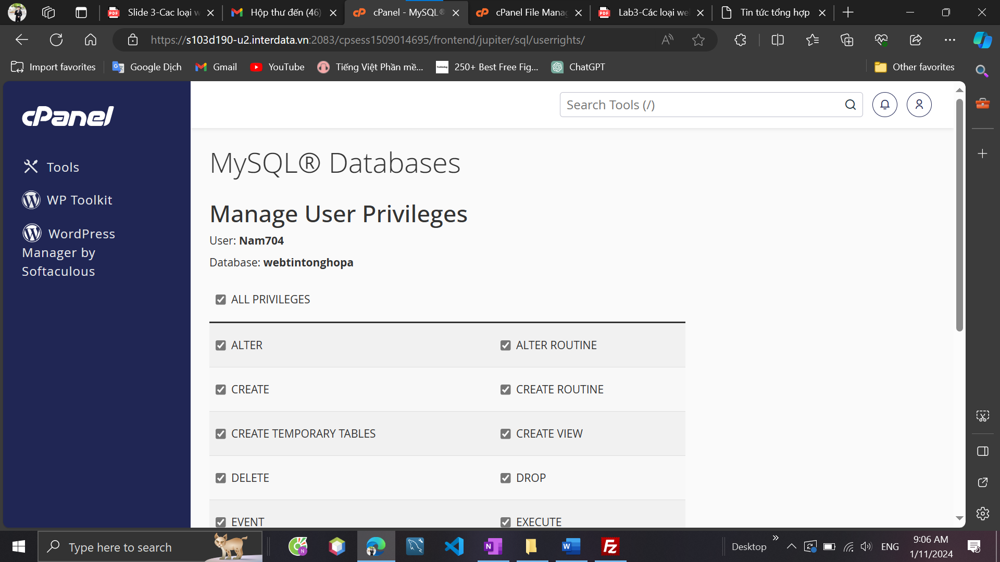 Slide 3-Cac loại w
Hộp thư đến (46)
cPanel - MySQL®
cPanel File Mana
Lab3-Các loại we
Tin tức tổng hợp
https://s103d190-u2.interdata.vn:2083/cpsess1509014695/frontend/jupiter/sql/userrights/
Import favorites
Google Dịch
Gmail
YouTube
Tiếng Việt Phần mề...
250+ Best Free Fig...
ChatGPT
Other favorites
cPanel
Search Tools (/)
Tools
WP Toolkit
WordPress
Manager by
Softaculous
MySQL® Databases
Manage User Privileges
User: Nam704
Database: webtintonghopa
ALL PRIVILEGES
ALTER
ALTER ROUTINE
CREATE
CREATE ROUTINE
CREATE TEMPORARY TABLES
CREATE VIEW
DELETE
DROP
EVENT
EXECUTE
Type here to search
Desktop
ENG
9:06 AM
1/11/2024